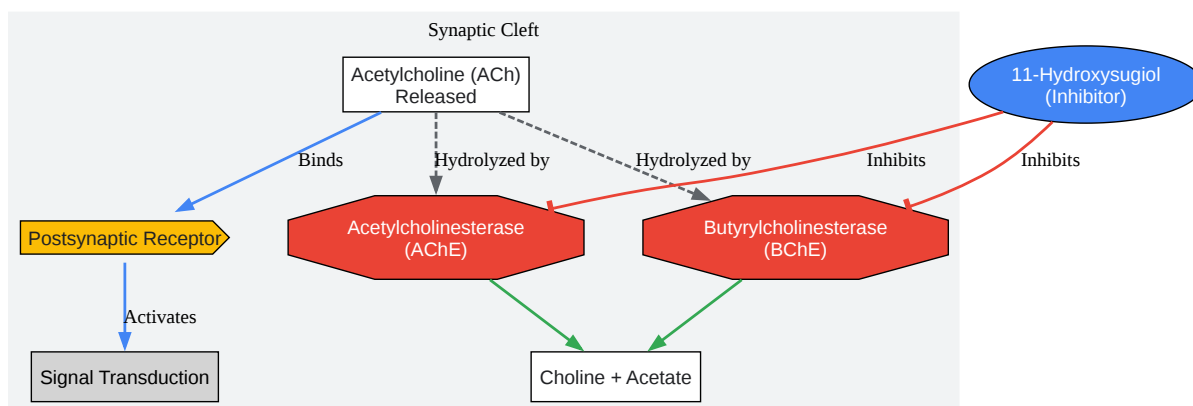 Synaptic Cleft
Acetylcholine (ACh)
Released
11-Hydroxysugiol
(Inhibitor)
Binds
Hydrolyzed by
Hydrolyzed by
Inhibits
Inhibits
Postsynaptic Receptor
Acetylcholinesterase
(AChE)
Butyrylcholinesterase
(BChE)
Activates
Signal Transduction
Choline + Acetate